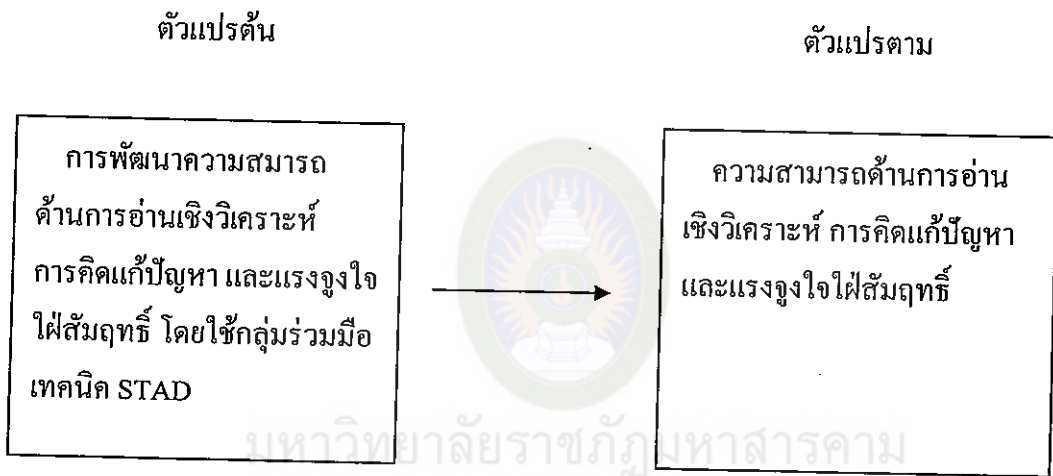 ตัวแปรต้น
ตัวแปรตาม
การพัฒนาความสมารถ
ด้านการอ่านเชิงวิเคราะห์
การคิดแก้ปัญหา และแรงจูงใจ
ใฝ่สัมฤทธิ์ โดยใช้กลุ่มร่วมมือ
เทคนิค STAD
ความสามารถด้านการอ่าน
เชิงวิเคราะห์ การคิดแก้ปัญหา
และแรงจูงใจใฝ่สัมฤทธิ์
มหาวิทยาลัยราชภัฏมหาสารคาม